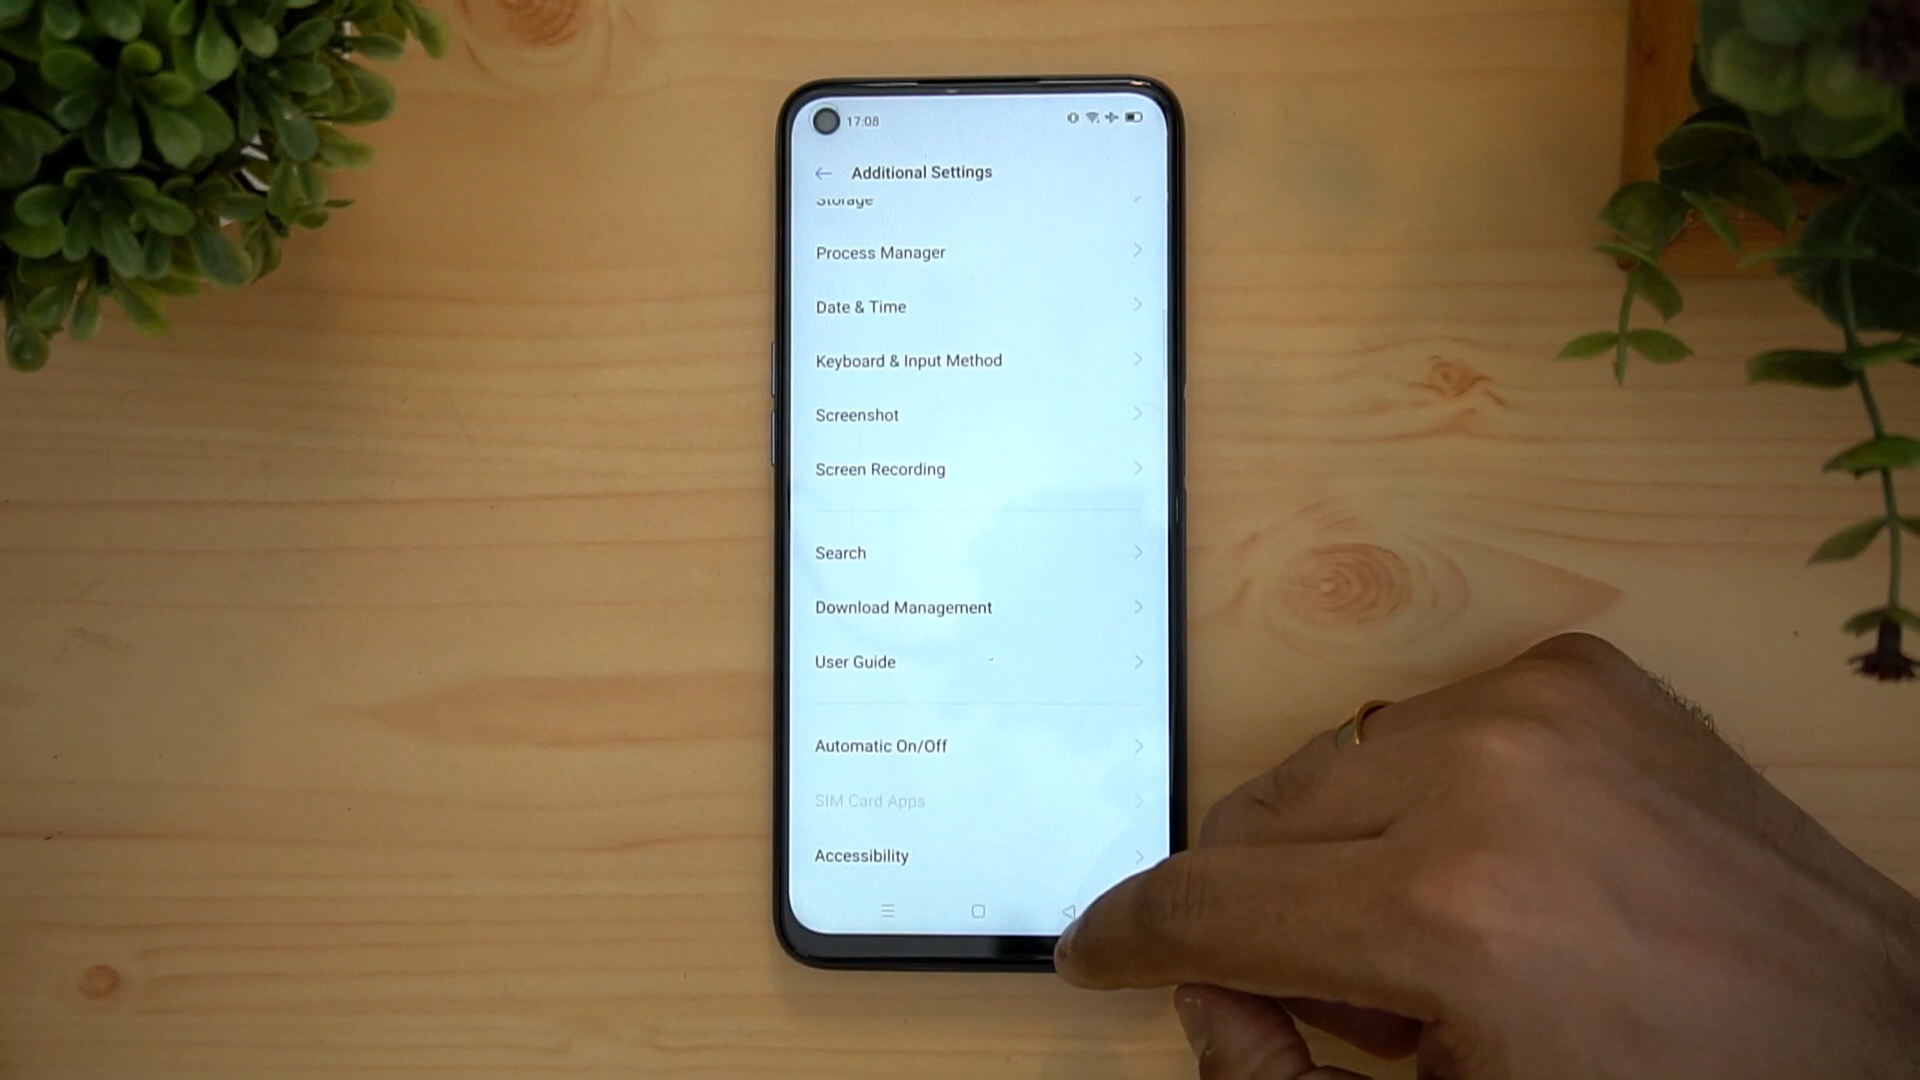 17:08
Additional Settings
Storage
Process Manager
Date & Time
Keyboard & Input Method
Screenshot
Screen Recording
Search
Download Management
User Guide
Automatic On/Off
SIM Card Apps
Accessibility